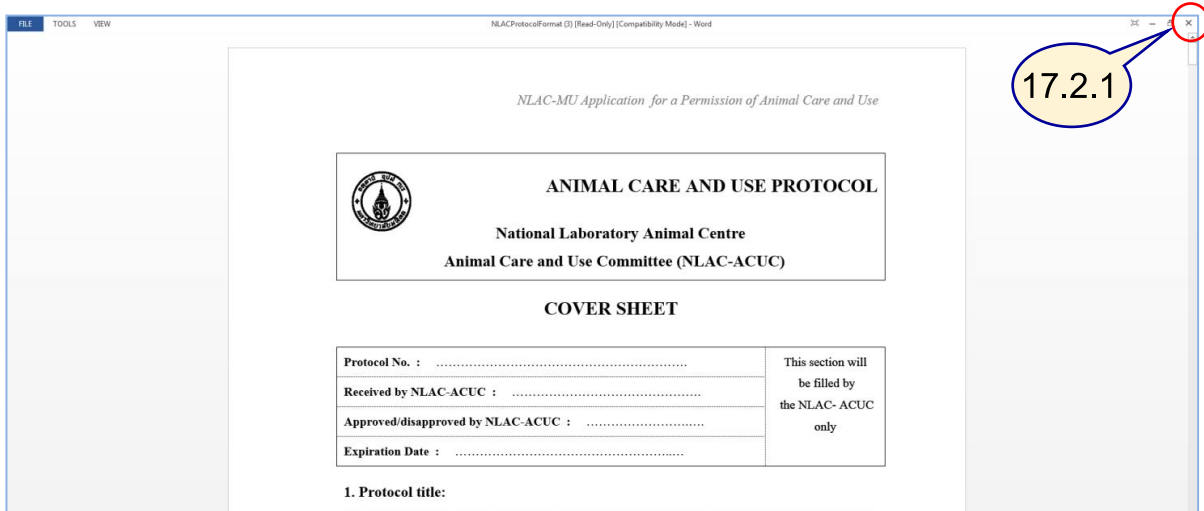 FILE TOOLS VIEW NLACProtocolFormat (3) [Read-Only] [Compatibility Mode] - Word
17.2.1
NLAC-MU Application for a Permission of Animal Care and Use
ANIMAL CARE AND USE PROTOCOL
National Laboratory Animal Centre
Animal Care and Use Committee (NLAC-ACUC)
COVER SHEET
Protocol No. : ………………………………………………………
Received by NLAC-ACUC : ………………………………………
Approved/disapproved by NLAC-ACUC : …………………………
Expiration Date : …………………………………………………
This section will
be filled by
the NLAC- ACUC
only
1. Protocol title: